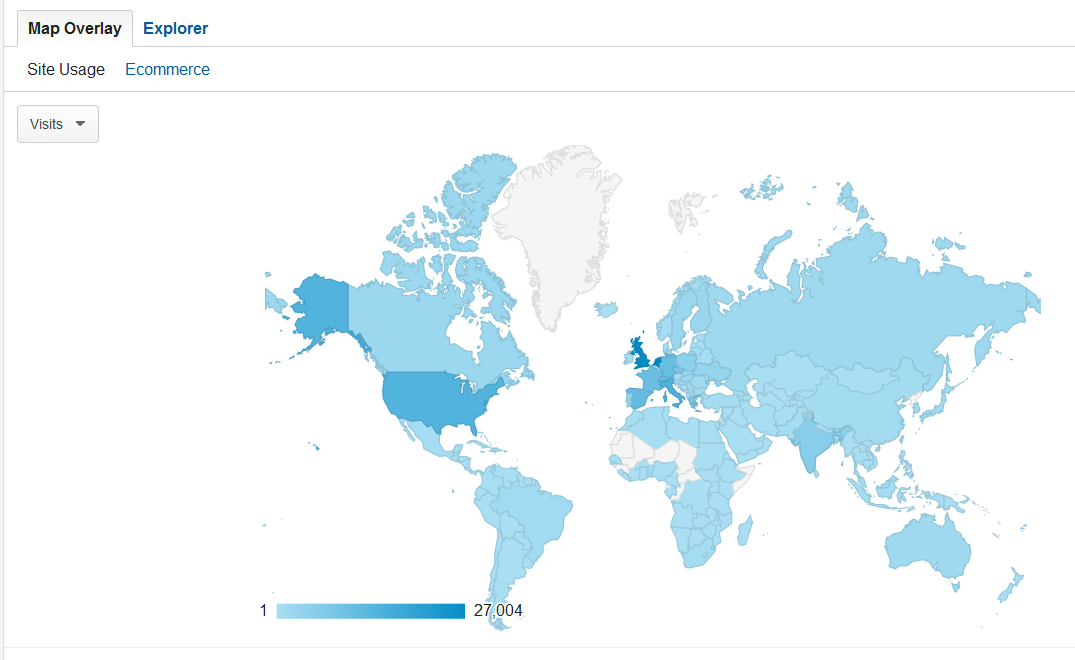 Map Overlay Explorer
Site Usage Ecommerce
Visits
1 27,004